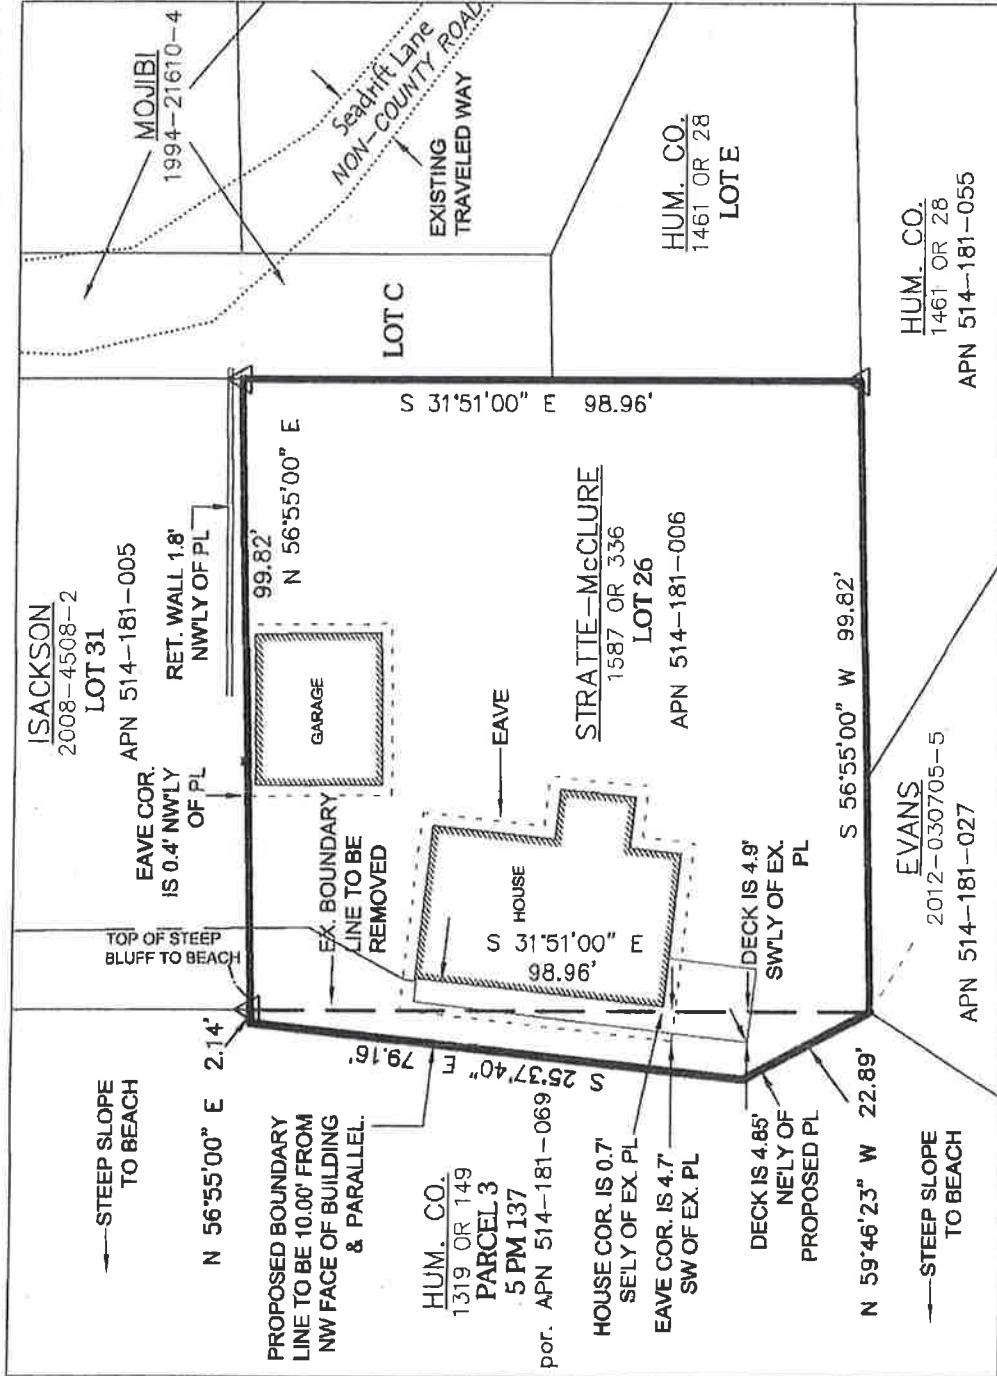 MOJIBI
1994-21610-4
Seadrift Lane
NON-COUNTY ROAD
EXISTING
TRAVELED WAY
HUM. CO.
1461 OR 28
LOT E
HUM. CO.
1461 OR 28
APN 514-181-055
LOT C
ISACKSON
2008-4508-2
LOT 31
APN 514-181-005
RET. WALL 1.8'
NW'LY OF PL
EAVE COR.
IS 0.4' NW'LY
OF PL
99.82'
N 56°55'00" E
S 31°51'00" E 98.96'
GARAGE
EAVE
STRATTE-McCLURE
1587 OR 336
LOT 26
APN 514-181-006
TOP OF STEEP
BLUFF TO BEACH
EX. BOUNDARY
LINE TO BE
REMOVED
HOUSE
S 31°51'00" E
98.96'
DECK IS 4.9'
SW'LY OF EX.
PL
S 56°55'00" W 99.82'
EVANS
2012-030705-5
APN 514-181-027
STEEP SLOPE
TO BEACH
N 56°55'00" E 2.14'
S 25°37'40" E 79.16'
PROPOSED BOUNDARY
LINE TO BE 10.00' FROM
NW FACE OF BUILDING
& PARALLEL.
HUM. CO.
1319 OR 149
PARCEL 3
5 PM 137
por. APN 514-181-069
HOUSE COR. IS 0.7'
SE'LY OF EX. PL
EAVE COR. IS 4.7'
SW OF EX. PL
DECK IS 4.85'
NE'LY OF
PROPOSED PL
N 59°46'23" W 22.89'
STEEP SLOPE
TO BEACH